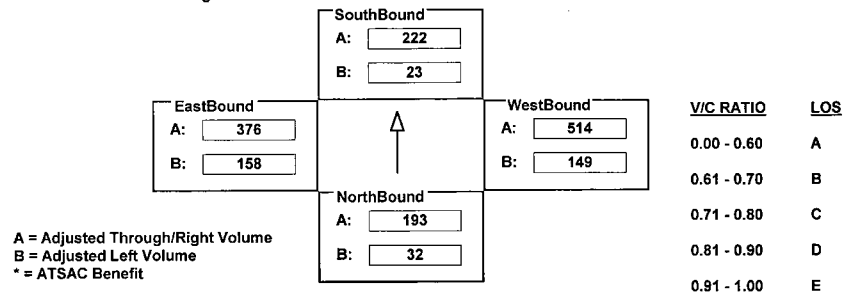 SouthBound
A: 222
B: 23
EastBound
A: 376
B: 158
WestBound
A: 514
B: 149
NorthBound
A: 193
B: 32
A = Adjusted Through/Right Volume
B = Adjusted Left Volume
* = ATSAC Benefit
V/C RATIO LOS
0.00 - 0.60 A
0.61 - 0.70 B
0.71 - 0.80 C
0.81 - 0.90 D
0.91 - 1.00 E